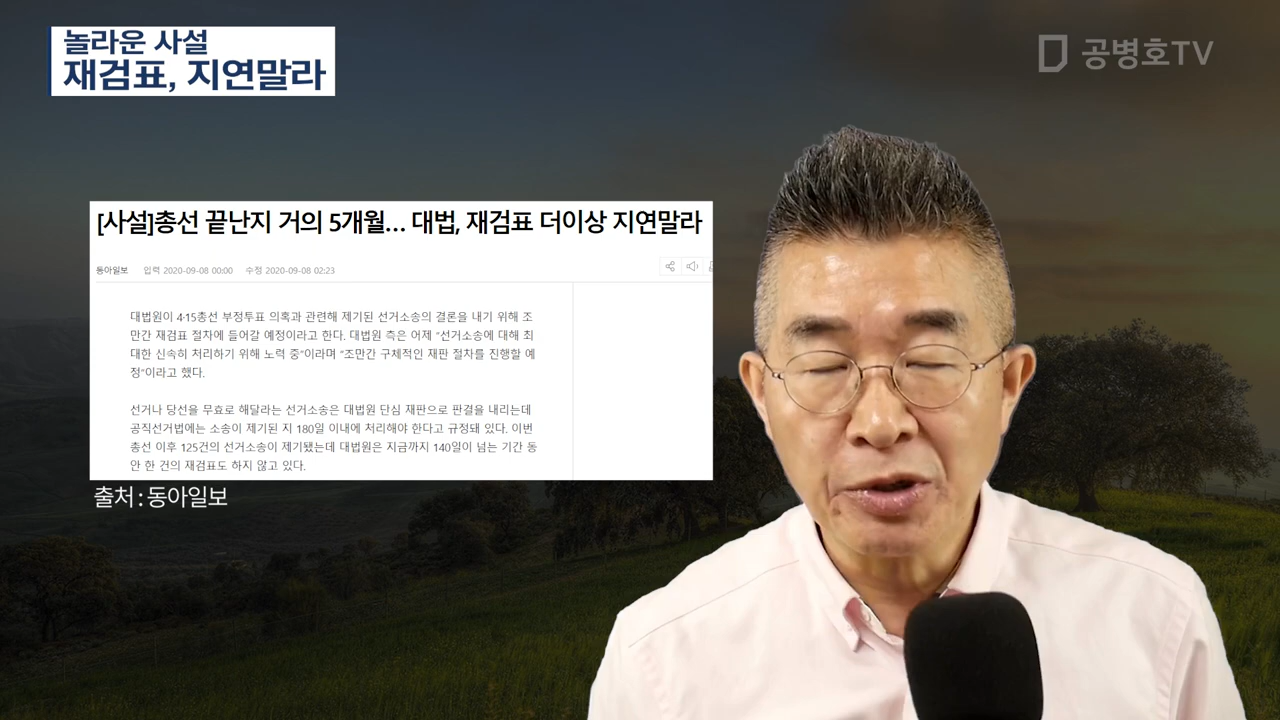 놀라운 사설
재검표, 지연말라
공병호TV
[사설]총선 끝난지 거의 5개월... 대법, 재검표 더이상 지연말라
동아일보 입력 2020-09-08 00:00 수정 2020-09-08 02:23
대법원이 4·15총선 부정투표 의혹과 관련해 제기된 선거소송의 결론을 내기 위해 조
만간 재검표 절차에 들어갈 예정이라고 한다. 대법원 측은 어제 “선거소송에 대해 최
대한 신속히 처리하기 위해 노력 중”이라며 “조만간 구체적인 재판 절차를 진행할 예
정”이라고 했다.
선거나 당선을 무효로 해달라는 선거소송은 대법원 단심 재판으로 판결을 내리는데
공직선거법에는 소송이 제기된 지 180일 이내에 처리해야 한다고 규정돼 있다. 이번
총선 이후 125건의 선거소송이 제기됐는데 대법원은 지금까지 140일이 넘는 기간 동
안 한 건의 재검표도 하지 않고 있다.
출처 : 동아일보